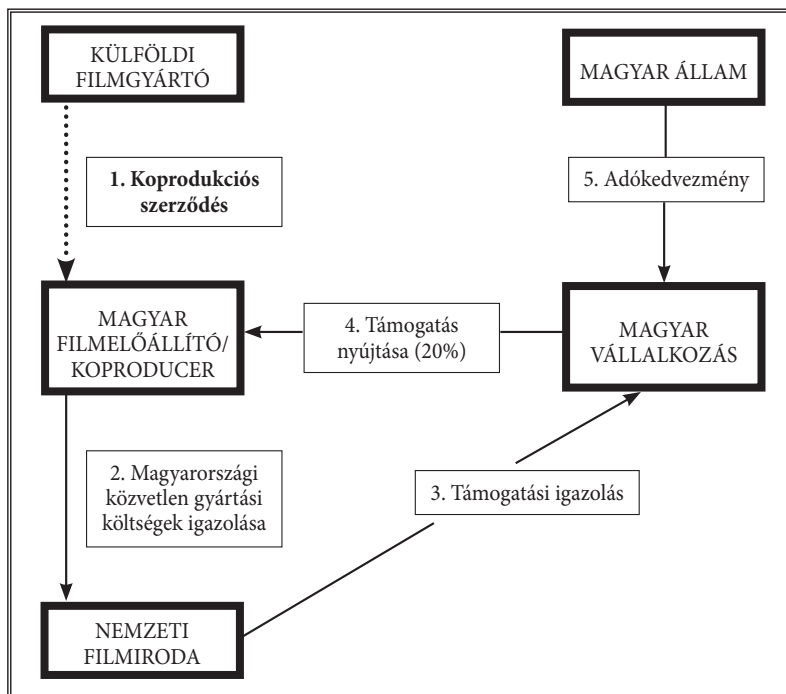 KÜLFÖLDI
FILMGYÁRTÓ
MAGYAR ÁLLAM
1. Koprodukciós
szerződés
5. Adókedvezmény
MAGYAR
FILMELŐÁLLÍTÓ/
KOPRODUCER
4. Támogatás
nyújtása (20%)
MAGYAR
VÁLLALKOZÁS
2. Magyarországi
közvetlen gyártási
költségek igazolása
3. Támogatási igazolás
NEMZETI
FILMIRODA